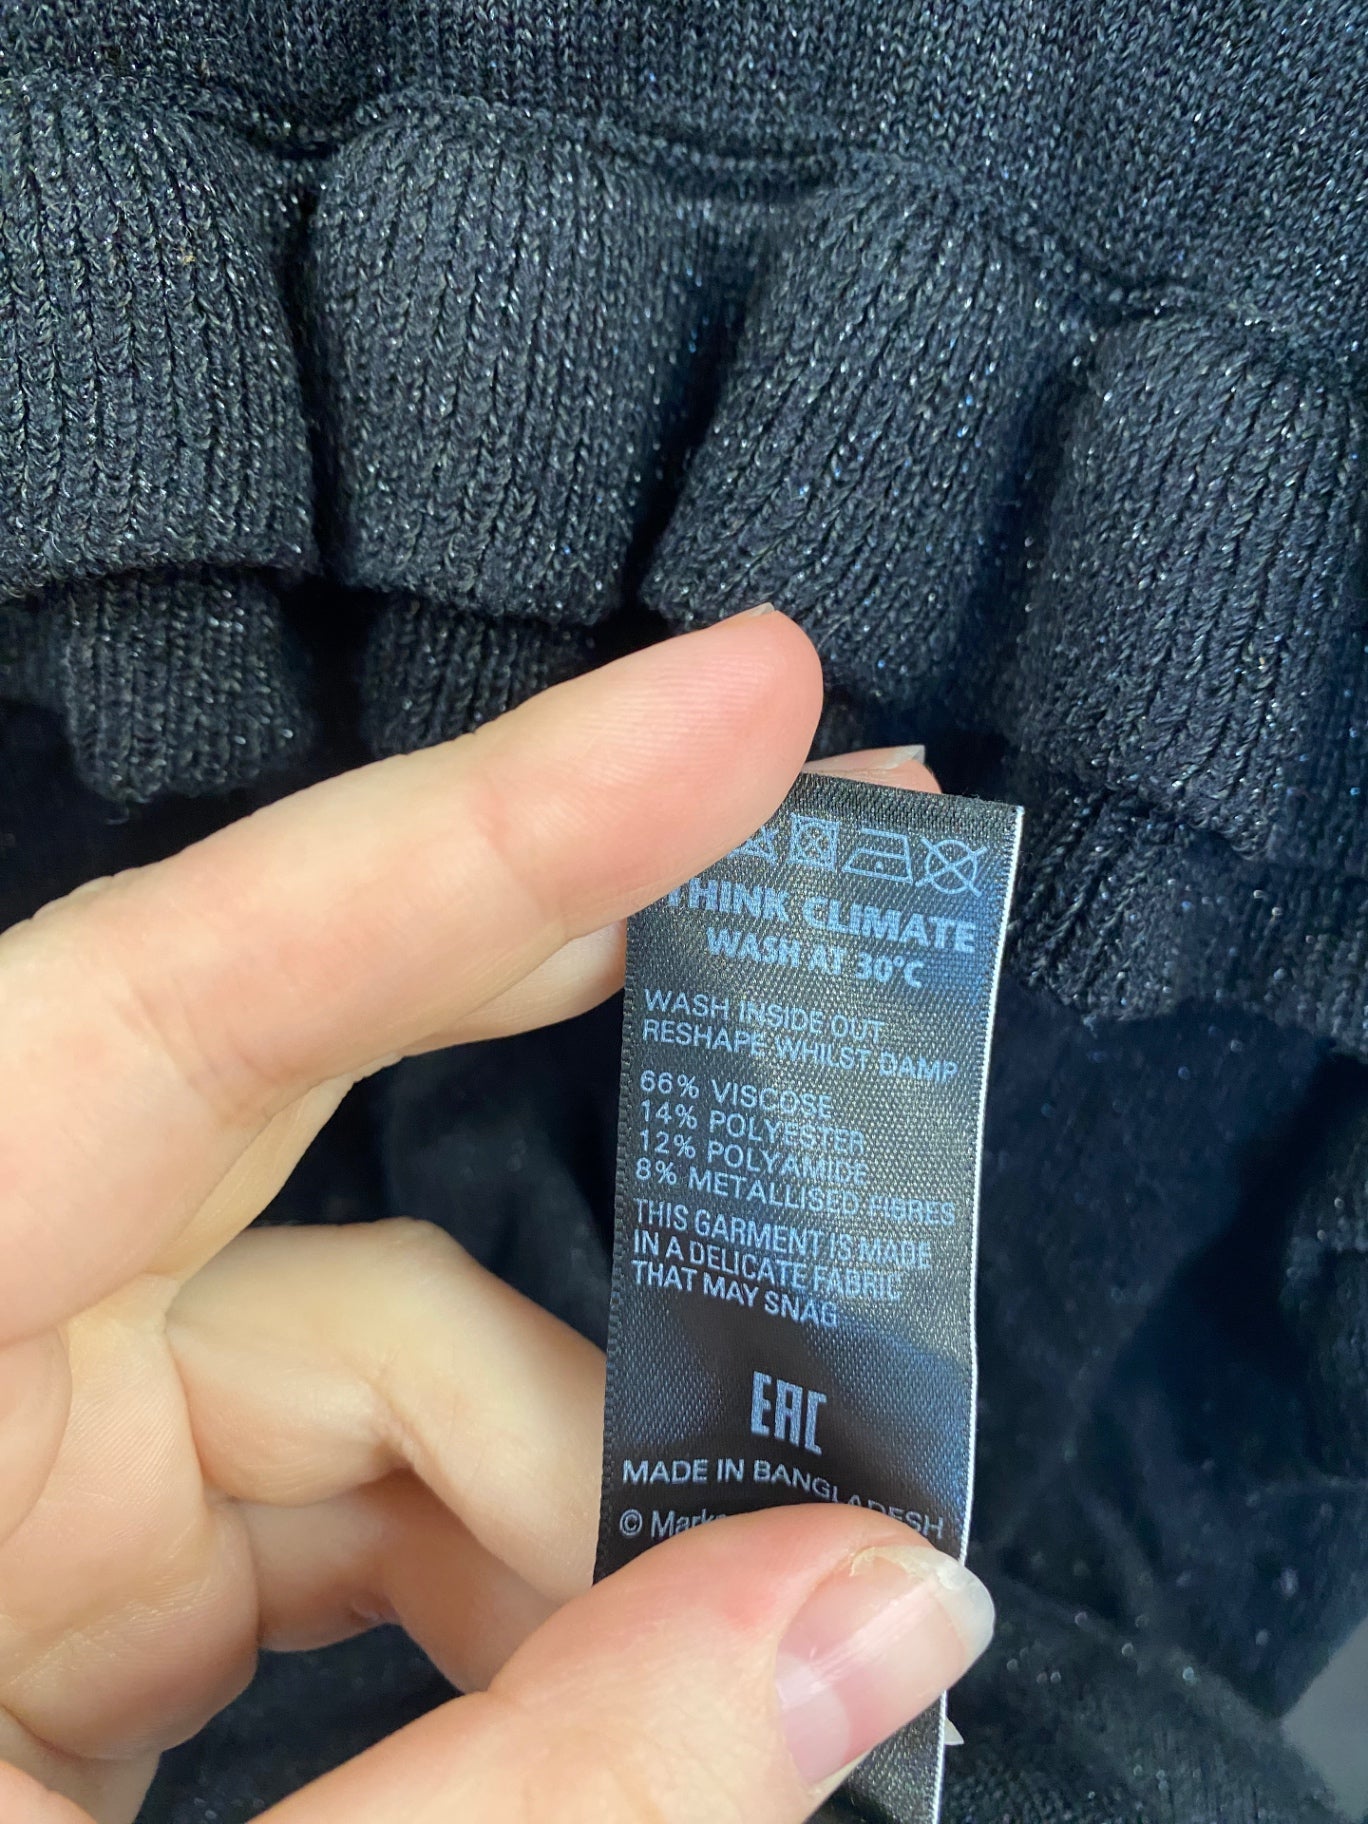 THINK CLIMATE
WASH AT 30°C
WASH INSIDE OUT
RESHAPE WHILST DAMP
66% VISCOSE
14% POLYESTER
12% POLYAMIDE
8% METALLISED FIBRES
THIS GARMENT IS MADE
IN A DELICATE FABRIC
THAT MAY SNAG
EAC
MADE IN BANGLADESH
©